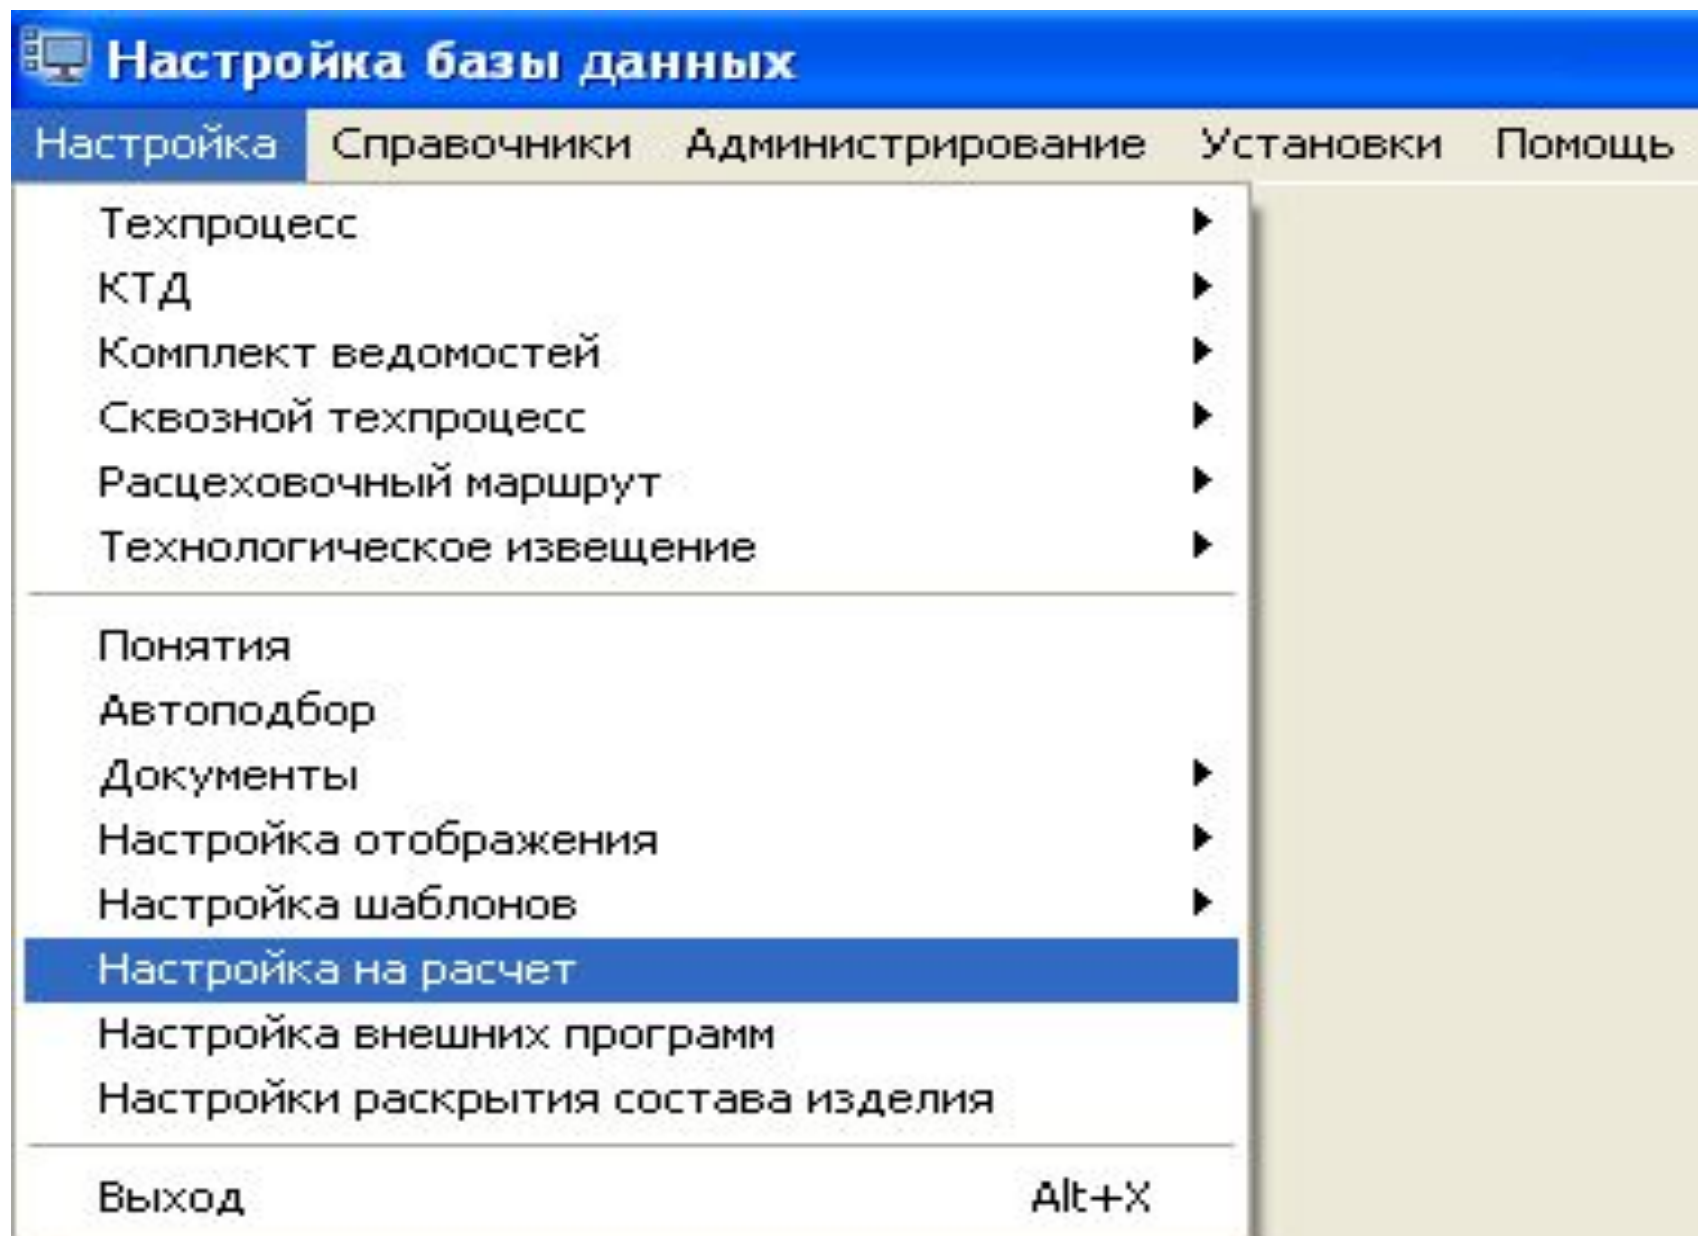 Настройка базы данных
Настройка Справочники Администрирование Установки Помощь
Техпроцесс
КТД
Комплект ведомостей
Сквозной техпроцесс
Расцеховочный маршрут
Технологическое извещение
Понятия
Автоподбор
Документы
Настройка отображения
Настройка шаблонов
Настройка на расчет
Настройка внешних программ
Настройки раскрытия состава изделия
Выход Alt+X